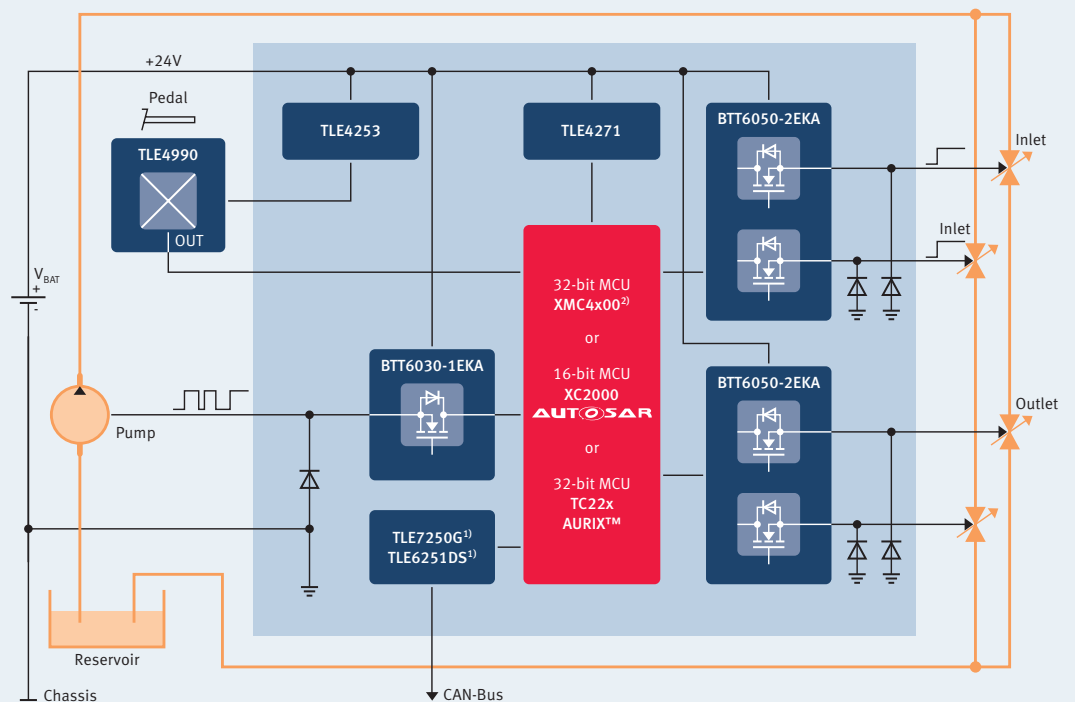 +24V
Pedal
TLE4990
OUT
TLE4253
TLE4271
BTT6050-2EKA
Inlet
Inlet
VBAT
+
-
32-bit MCU
XMC4x00²⁾
or
16-bit MCU
XC2000
AUTOSAR
or
32-bit MCU
TC22x
AURIX™
BTT6030-1EKA
BTT6050-2EKA
Outlet
Pump
TLE7250G¹⁾
TLE6251DS¹⁾
Reservoir
Chassis
CAN-Bus